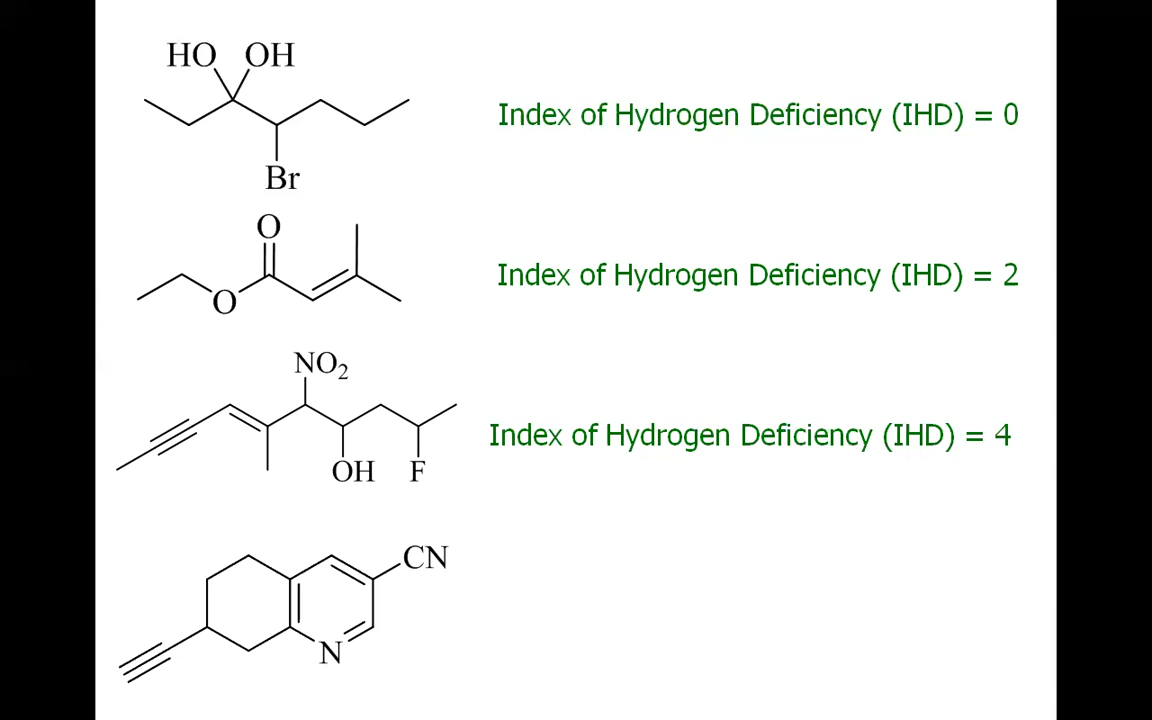 HO OH
Index of Hydrogen Deficiency (IHD) = 0
Br
O
Index of Hydrogen Deficiency (IHD) = 2
O
NO2
Index of Hydrogen Deficiency (IHD) = 4
OH F
CN
N